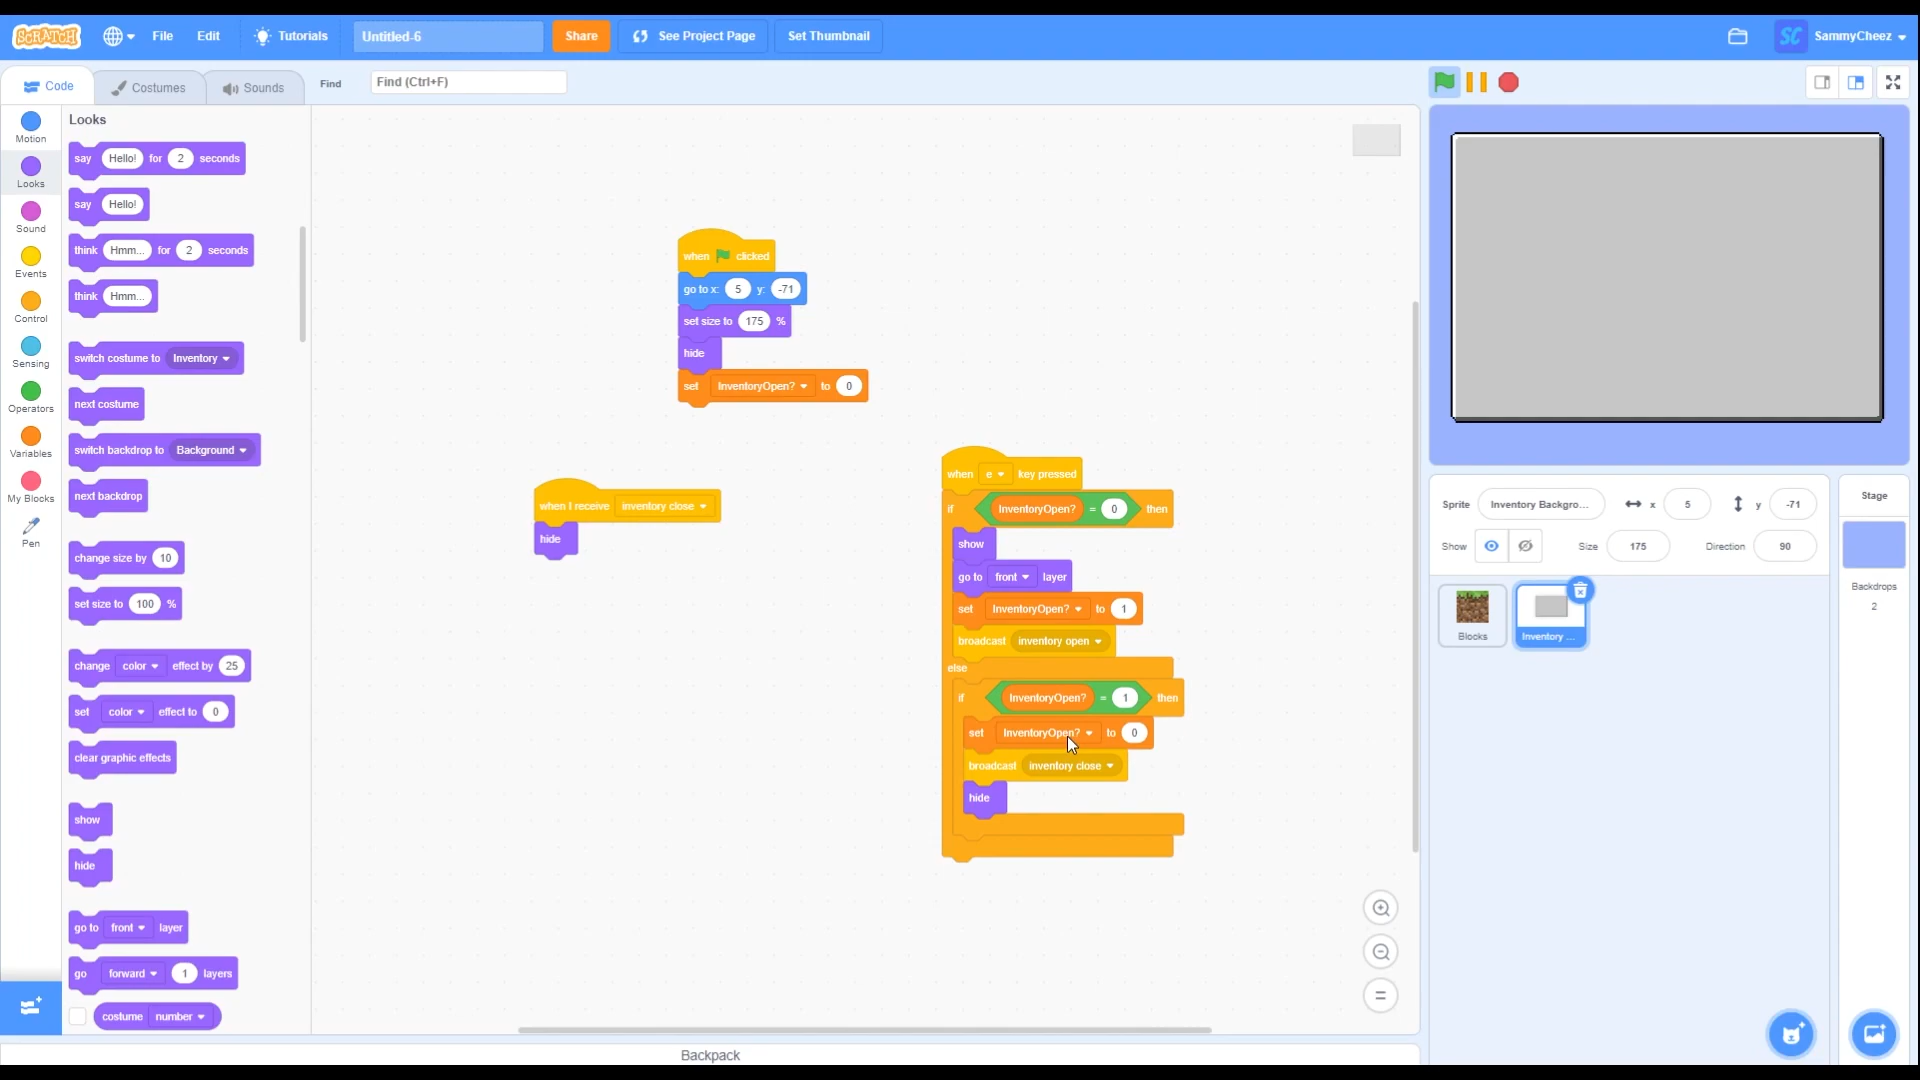 SCRATCH File Edit Tutorials Untitled-6 Share See Project Page Set Thumbnail SC SammyCheez
Code Costumes Sounds Find Find (Ctrl+F)
Motion
Looks
Sound
Events
Control
Sensing
Operators
Variables
My Blocks
Pen
Looks
say Hello! for 2 seconds
say Hello!
think Hmm... for 2 seconds
think Hmm...
switch costume to Inventory
next costume
switch backdrop to Background
next backdrop
change size by 10
set size to 100 %
change color effect by 25
set color effect to 0
clear graphic effects
show
hide
go to front layer
go forward 1 layers
costume number
when clicked
go to x: 5 y: -71
set size to 175 %
hide
set InventoryOpen? to 0
when I receive inventory close
hide
when e key pressed
if InventoryOpen? = 0 then
show
go to front layer
set InventoryOpen? to 1
broadcast inventory open
else
if InventoryOpen? = 1 then
set InventoryOpen? to 0
broadcast inventory close
hide
Backpack
Sprite Inventory Backgro... x 5 y -71
Show Size 175 Direction 90
Blocks
Inventory ...
Stage
Backdrops
2